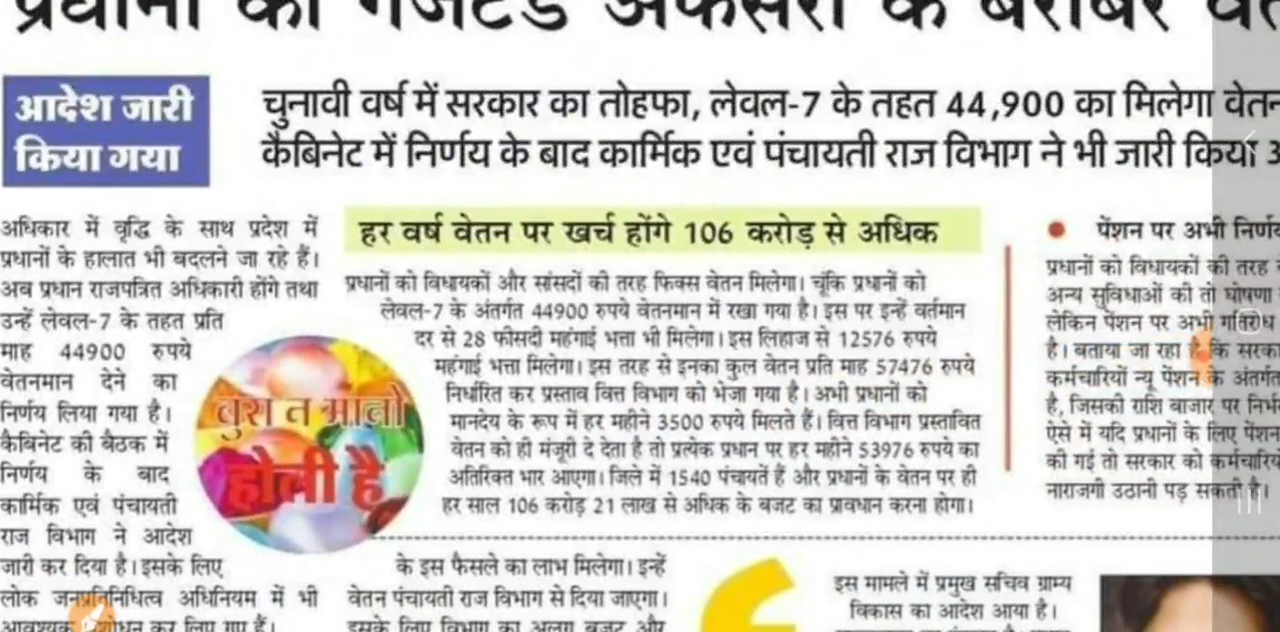 आदेश जारी
किया गया
चुनावी वर्ष में सरकार का तोहफा, लेवल-7 के तहत 44,900 का मिलेगा वेतन
कैबिनेट में निर्णय के बाद कार्मिक एवं पंचायती राज विभाग ने भी जारी किया
अधिकार में वृद्धि के साथ प्रदेश में
प्रधानों के हालात भी बदलने जा रहे हैं।
अब प्रधान राजपत्रित अधिकारी होंगे तथा
उन्हें लेवल-7 के तहत प्रति
माह 44900 रुपये
वेतनमान देने का
निर्णय लिया गया है।
कैबिनेट की बैठक में
निर्णय के बाद
कार्मिक एवं पंचायती
राज विभाग ने आदेश
जारी कर दिया है। इसके लिए
लोक जनप्रतिनिधित्व अधिनियम में भी
बुरा न मानो
होली है
हर वर्ष वेतन पर खर्च होंगे 106 करोड़ से अधिक
प्रधानों को विधायकों और सांसदों की तरह फिक्स वेतन मिलेगा। चूंकि प्रधानों को
लेवल-7 के अंतर्गत 44900 रुपये वेतनमान में रखा गया है। इस पर इन्हें वर्तमान
दर से 28 फीसदी महंगाई भत्ता भी मिलेगा। इस लिहाज से 12576 रुपये
महंगाई भत्ता मिलेगा। इस तरह से इनका कुल वेतन प्रति माह 57476 रुपये
निर्धारित कर प्रस्ताव वित्त विभाग को भेजा गया है। अभी प्रधानों को
मानदेय के रूप में हर महीने 3500 रुपये मिलते हैं। वित्त विभाग प्रस्तावित
वेतन को ही मंजूरी दे देता है तो प्रत्येक प्रधान पर हर महीने 53976 रुपये का
अतिरिक्त भार आएगा। जिले में 1540 पंचायतें हैं और प्रधानों के वेतन पर ही
हर साल 106 करोड़ 21 लाख से अधिक के बजट का प्रावधान करना होगा।
के इस फैसले का लाभ मिलेगा। इन्हें
वेतन पंचायती राज विभाग से दिया जाएगा।
इसके लिए विभाग का अलग बजट और
पेंशन पर अभी निर्णय
प्रधानों को विधायकों की तरह
अन्य सुविधाओं की तो घोषणा
लेकिन पेंशन पर अभी गतिरोध
है। बताया जा रहा है कि सरका
कर्मचारियों न्यू पेंशन के अंतर्गत
है, जिसकी राशि बाजार पर निर्भ
ऐसे में यदि प्रधानों के लिए पेंशन
की गई तो सरकार को कर्मचारिय
नाराजगी उठानी पड़ सकती है।
इस मामले में प्रमुख सचिव ग्राम्य
विकास का आदेश आया है।